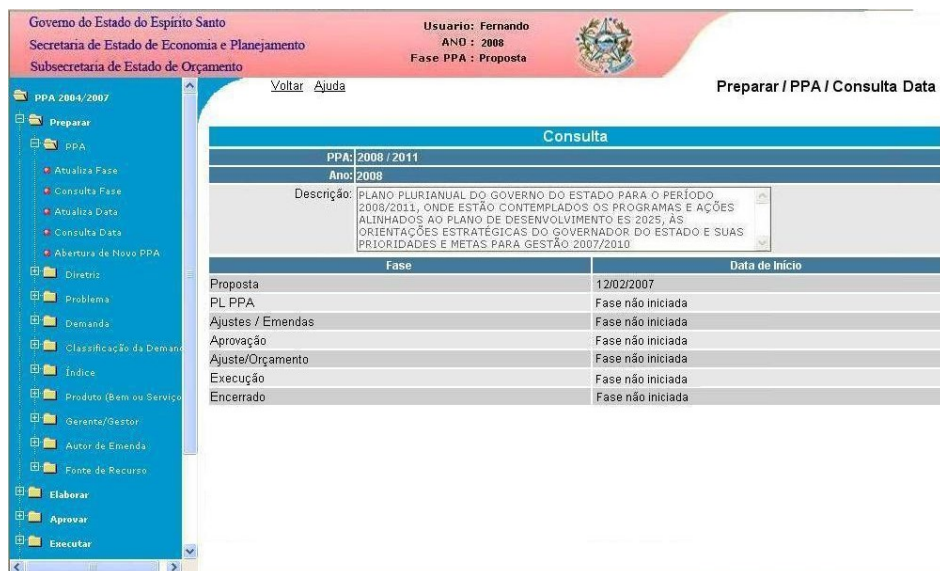 Governo do Estado do Espírito Santo
Secretaria de Estado de Economia e Planejamento
Subsecretaria de Estado de Orçamento
Usuario: Fernando
ANO : 2008
Fase PPA : Proposta
Voltar Ajuda
Preparar / PPA / Consulta Data
PPA 2004/2007
Preparar
PPA
Atualiza Fase
Consulta Fase
Atualiza Data
Consulta Data
Abertura de Novo PPA
Diretriz
Problema
Demanda
Classificação da Deman
Índice
Produto (Bem ou Serviço
Gerente/Gestor
Autor de Emenda
Fonte de Recurso
Elaborar
Aprovar
Executar
Consulta
PPA: 2008 / 2011
Ano: 2008
Descrição: PLANO PLURIANUAL DO GOVERNO DO ESTADO PARA O PERÍODO
2008/2011, ONDE ESTÃO CONTEMPLADOS OS PROGRAMAS E AÇÕES
ALINHADOS AO PLANO DE DESENVOLVIMENTO ES 2025, ÀS
ORIENTAÇÕES ESTRATÉGICAS DO GOVERNADOR DO ESTADO E SUAS
PRIORIDADES E METAS PARA GESTÃO 2007/2010
Fase Data de Início
Proposta 12/02/2007
PL PPA Fase não iniciada
Ajustes / Emendas Fase não iniciada
Aprovação Fase não iniciada
Ajuste/Orçamento Fase não iniciada
Execução Fase não iniciada
Encerrado Fase não iniciada